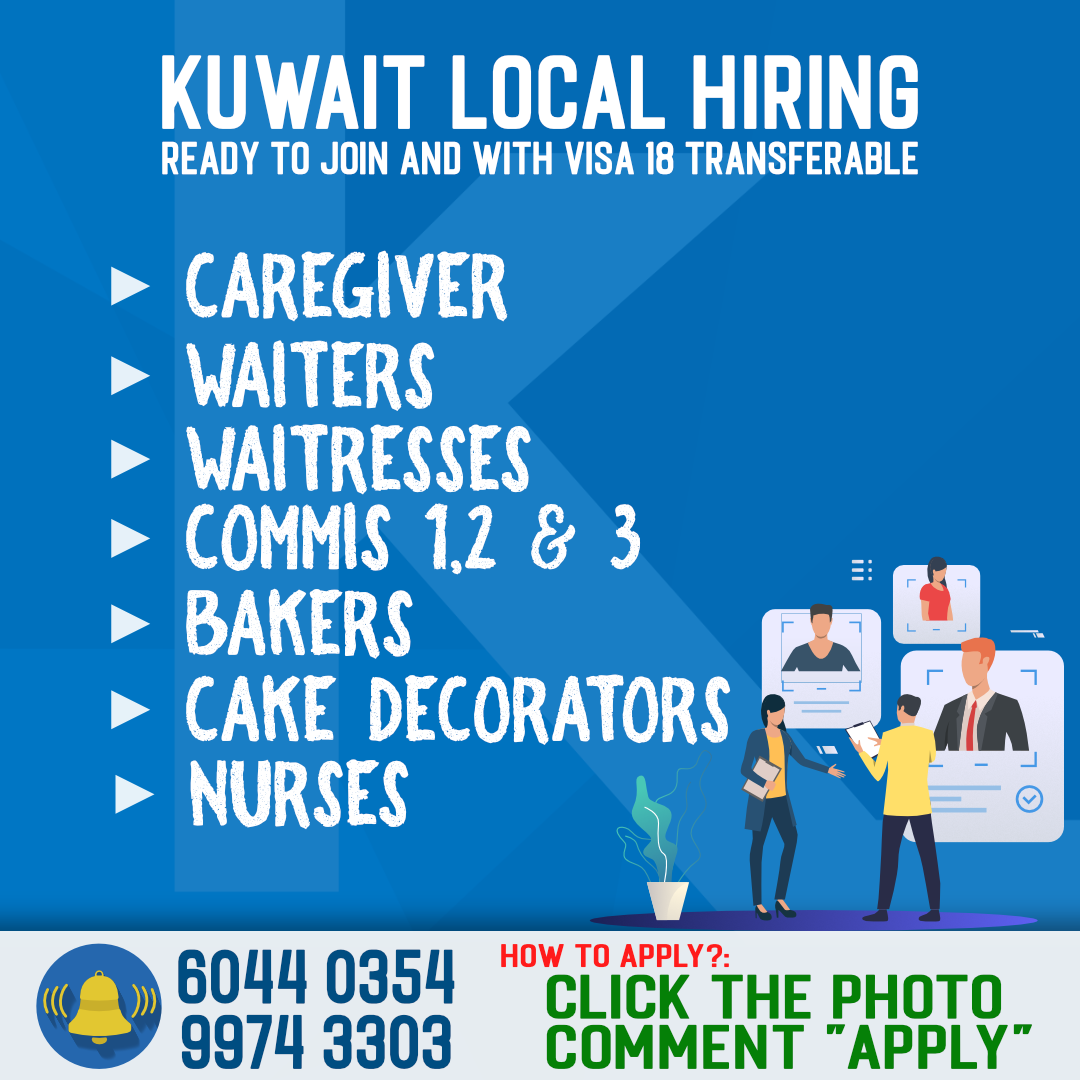 KUWAIT LOCAL HIRING
READY TO JOIN AND WITH VISA 18 TRANSFERABLE
CAREGIVER
WAITERS
WAITRESSES
COMMIS 1,2 & 3
BAKERS
CAKE DECORATORS
NURSES
6044 0354
9974 3303
HOW TO APPLY?:
CLICK THE PHOTO
COMMENT "APPLY"